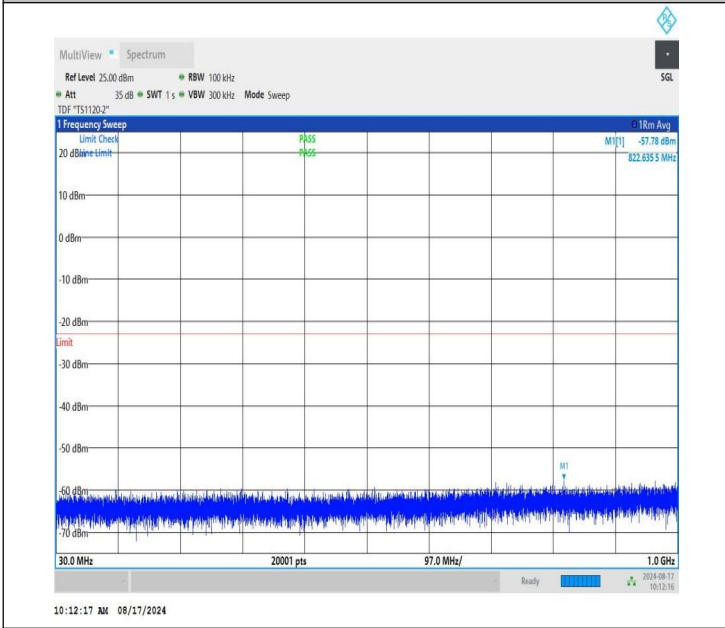 MultiView Spectrum
Ref Level 25.00 dBm RBW 100 kHz SGL
Att 35 dB SWT 1 s VBW 300 kHz Mode Sweep
TDF "TS1120-2"
1 Frequency Sweep 1Rm Avg
Limit Check PASS M1[1] -57.78 dBm
20 dBm Line Limit PASS 822.635 5 MHz
10 dBm
0 dBm
-10 dBm
-20 dBm
Limit
-30 dBm
-40 dBm
-50 dBm
M1
-60 dBm
-70 dBm
30.0 MHz 20001 pts 97.0 MHz/ 1.0 GHz
Ready 2024-08-17
10:12:16
10:12:17 AM 08/17/2024